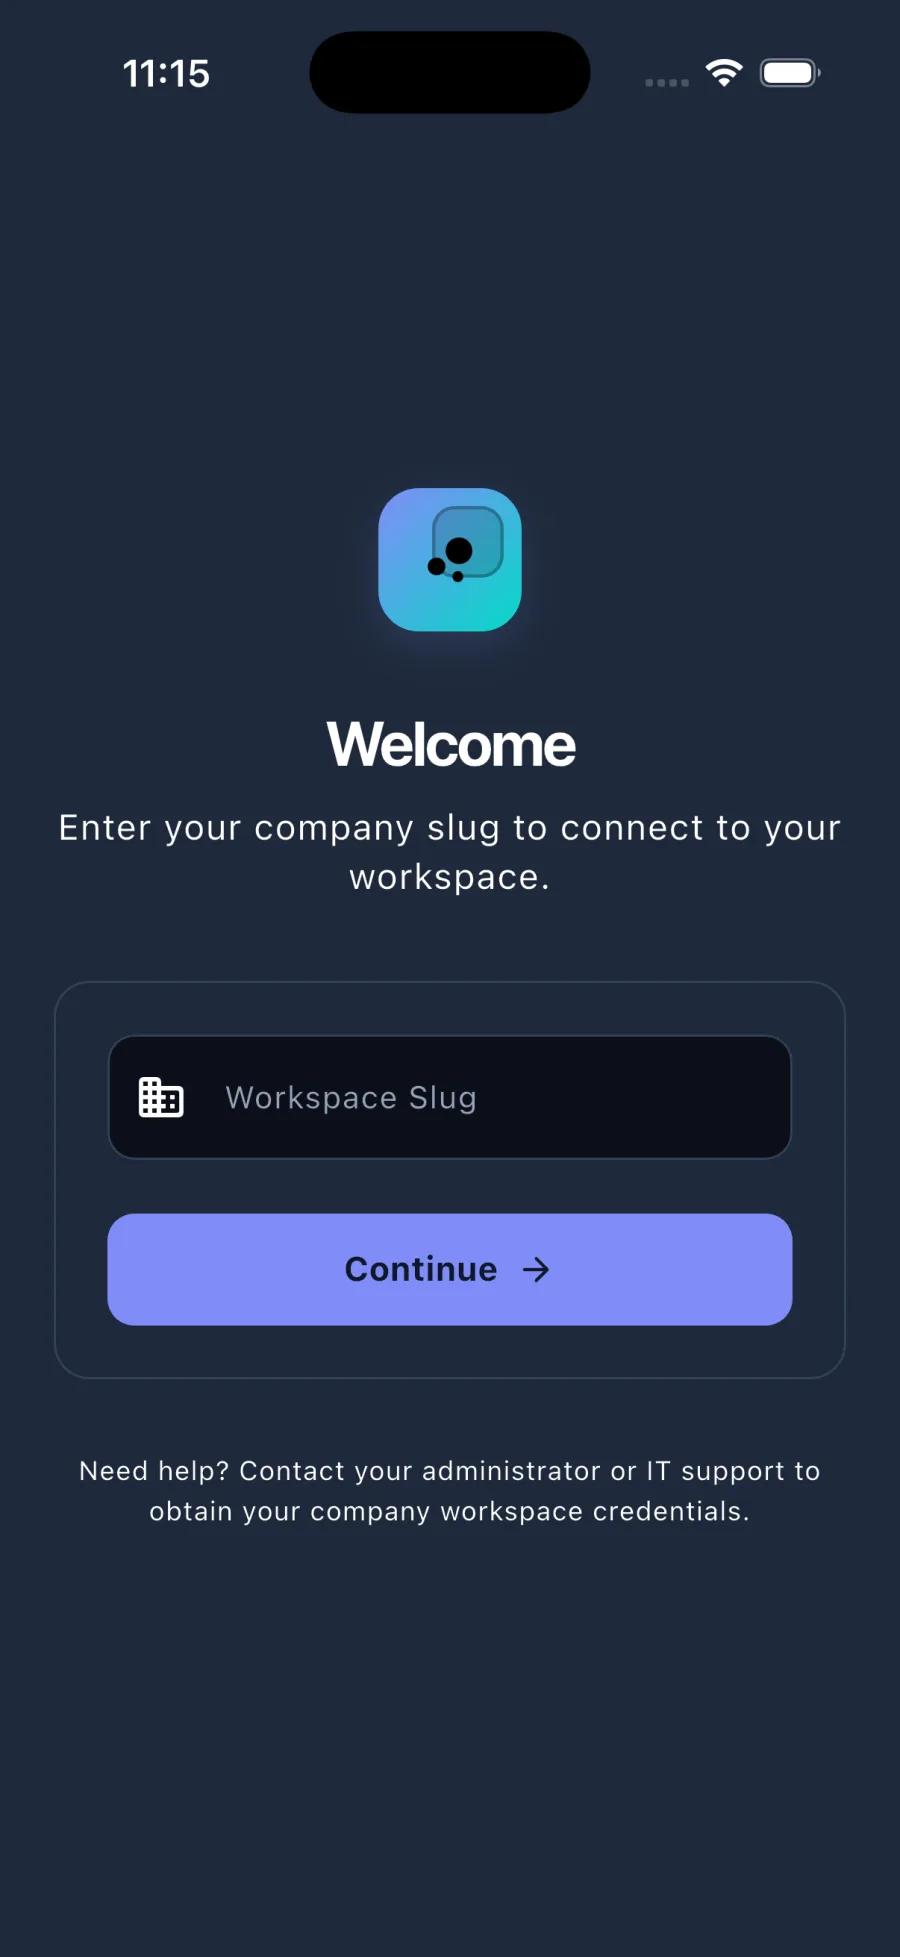 11:15
Welcome
Enter your company slug to connect to your
workspace.
Workspace Slug
Continue →
Need help? Contact your administrator or IT support to
obtain your company workspace credentials.